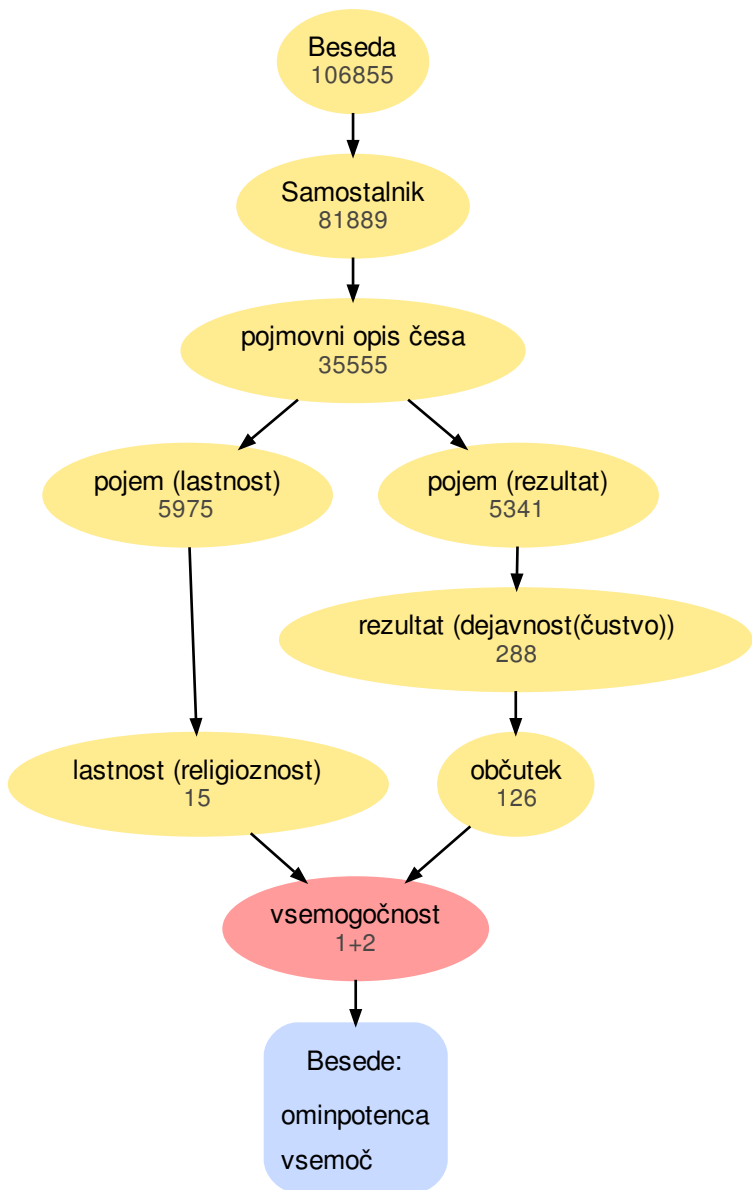 Beseda
106855
Samostalnik
81889
pojmovni opis česa
35555
pojem (lastnost)
5975
pojem (rezultat)
5341
rezultat (dejavnost(čustvo))
288
lastnost (religioznost)
15
občutek
126
vsemogočnost
1+2
Besede:
ominpotenca
vsemoč